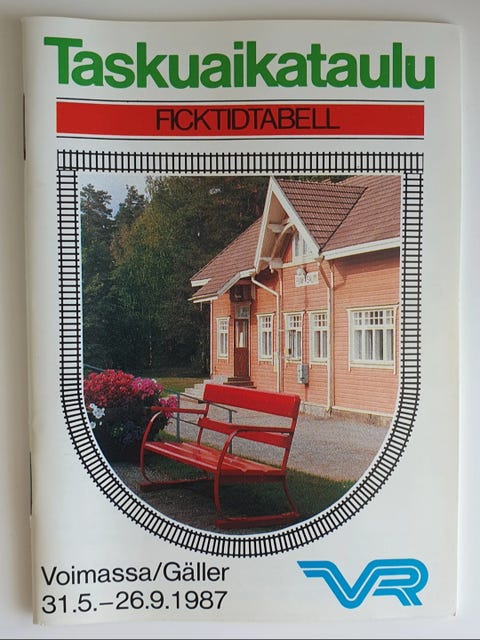 Taskuaikataulu
FICKTIDTABELL
Voimassa/Gäller
31.5.–26.9.1987
VR